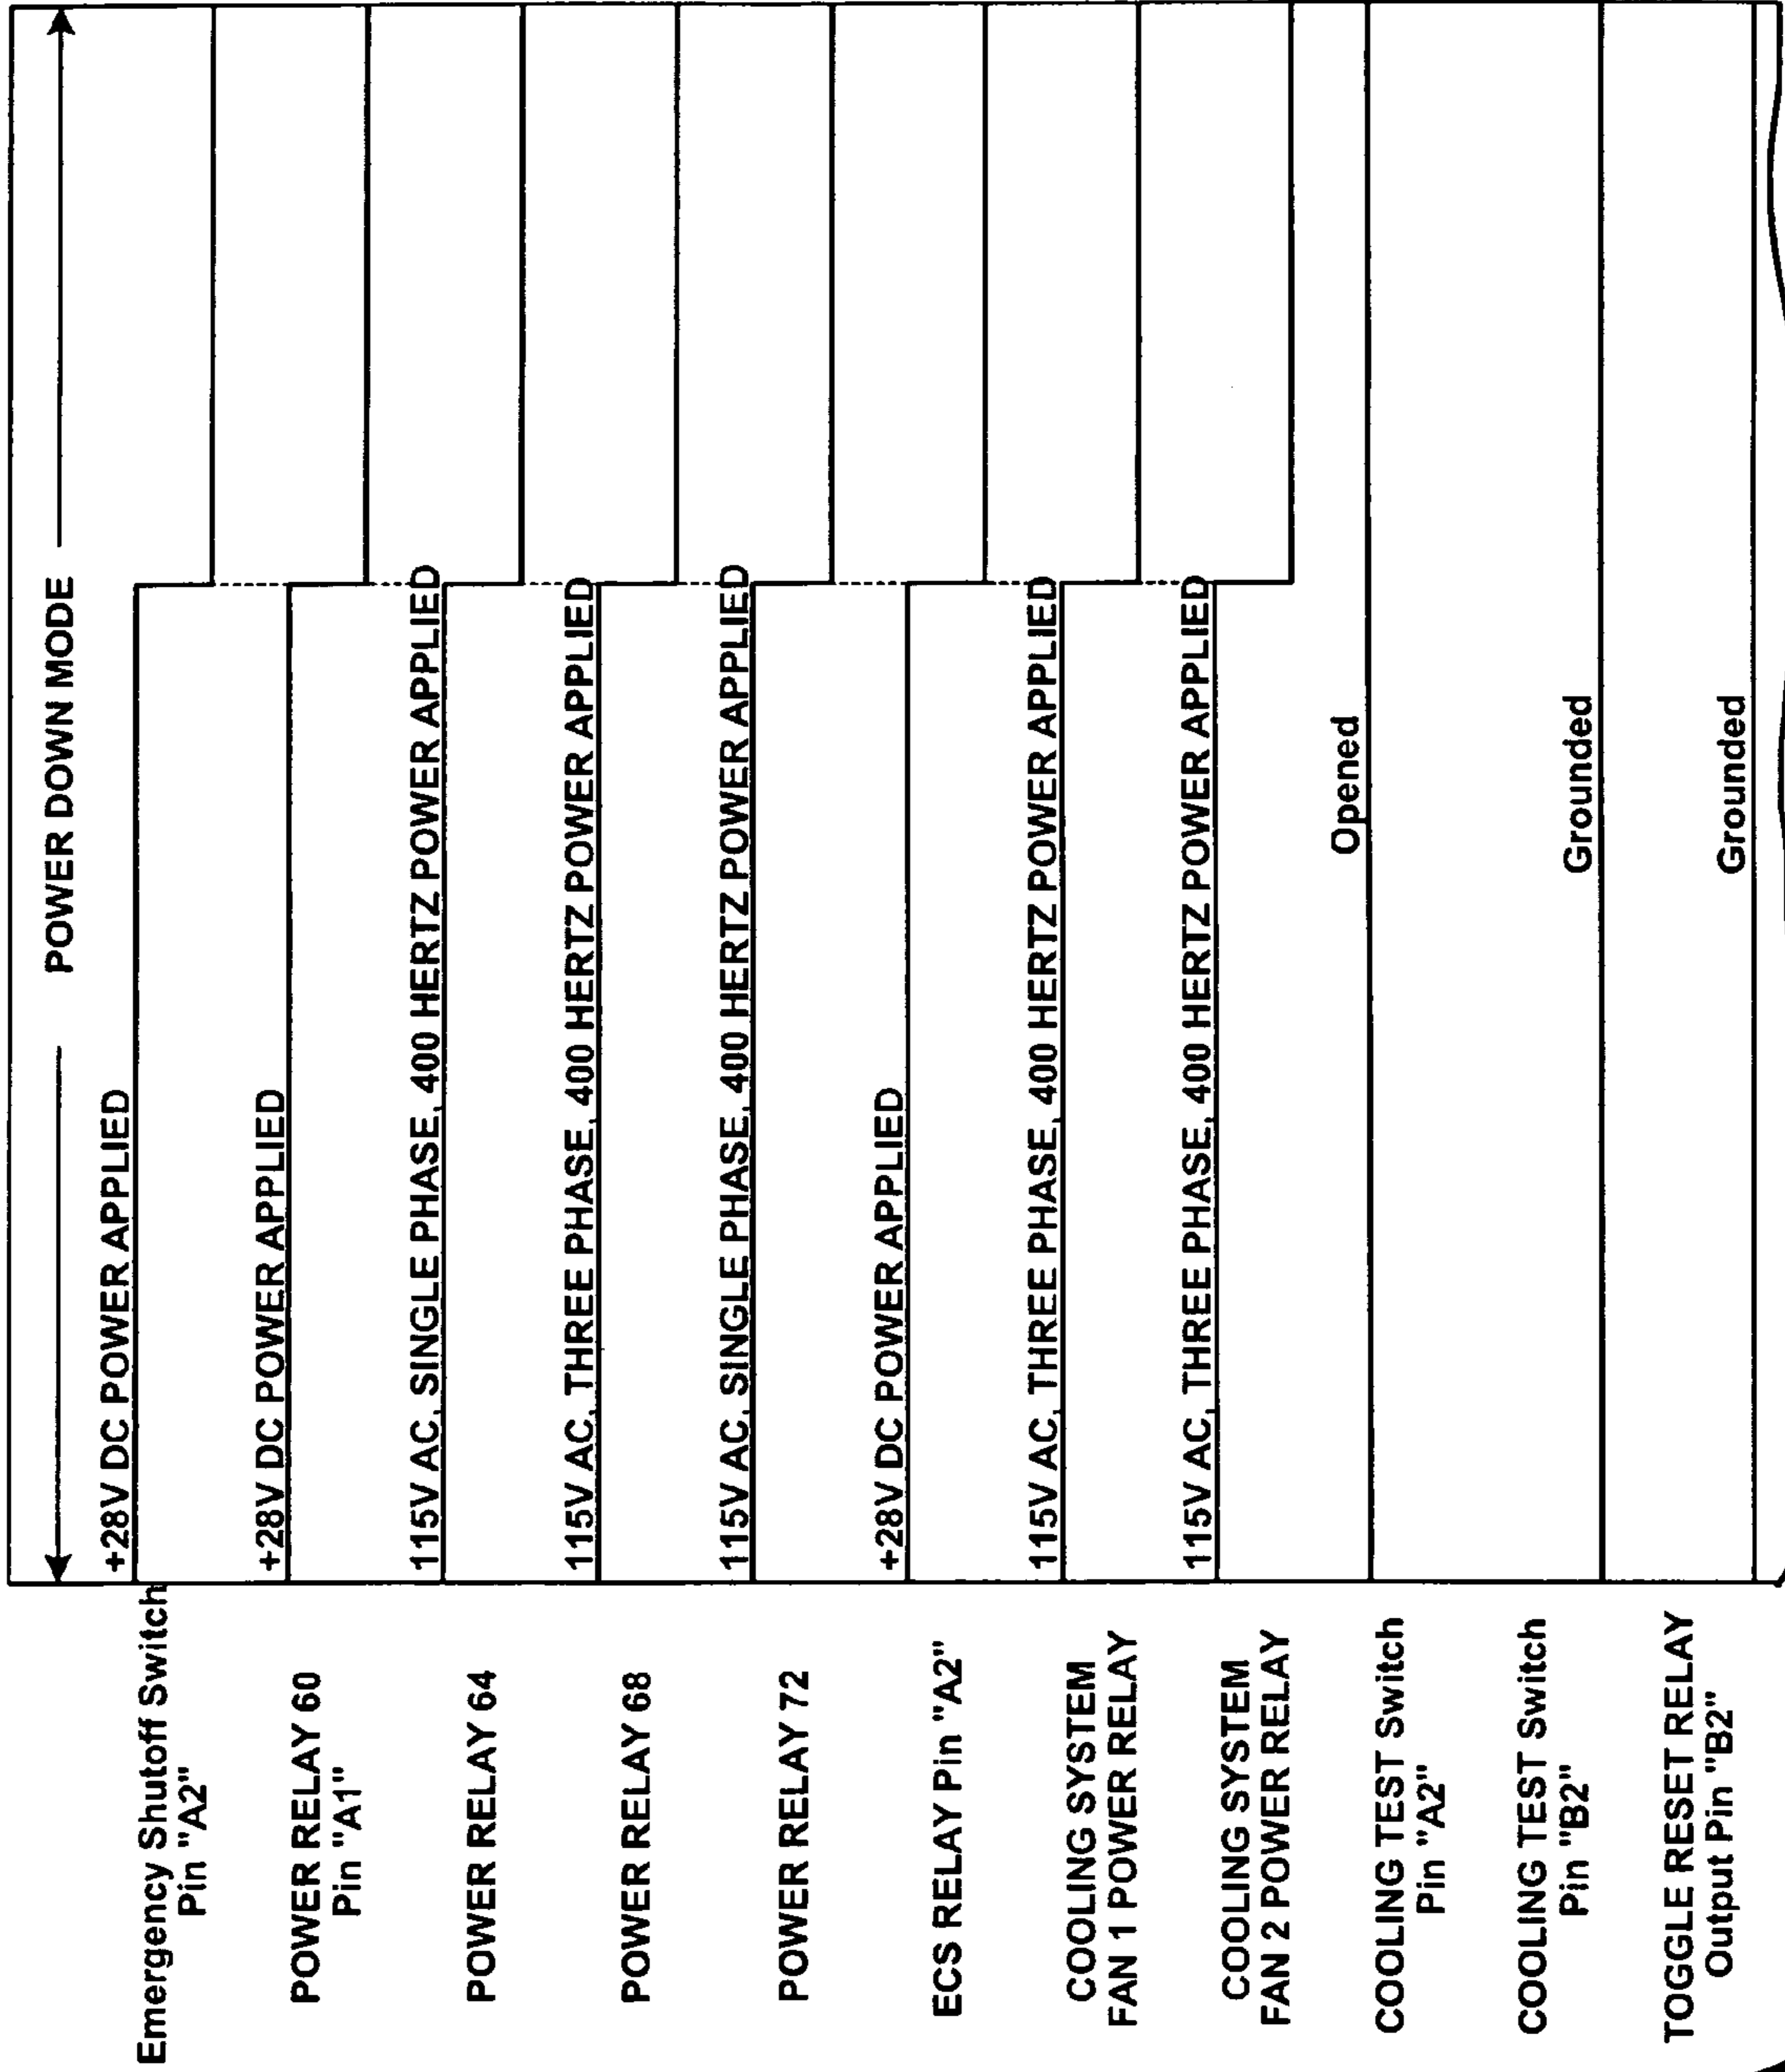 POWER DOWN MODE
Emergency Shutoff Switch
Pin "A2"
+28V DC POWER APPLIED
POWER RELAY 60
Pin "A1"
+28V DC POWER APPLIED
POWER RELAY 64
115V AC, SINGLE PHASE, 400 HERTZ POWER APPLIED
POWER RELAY 68
115V AC, THREE PHASE, 400 HERTZ POWER APPLIED
POWER RELAY 72
115V AC, SINGLE PHASE, 400 HERTZ POWER APPLIED
ECS RELAY Pin "A2"
+28V DC POWER APPLIED
COOLING SYSTEM
FAN 1 POWER RELAY
115V AC, THREE PHASE, 400 HERTZ POWER APPLIED
COOLING SYSTEM
FAN 2 POWER RELAY
115V AC, THREE PHASE, 400 HERTZ POWER APPLIED
COOLING TEST Switch
Pin "A2"
Opened
COOLING TEST Switch
Pin "B2"
Grounded
TOGGLE RESET RELAY
Output Pin "B2"
Grounded